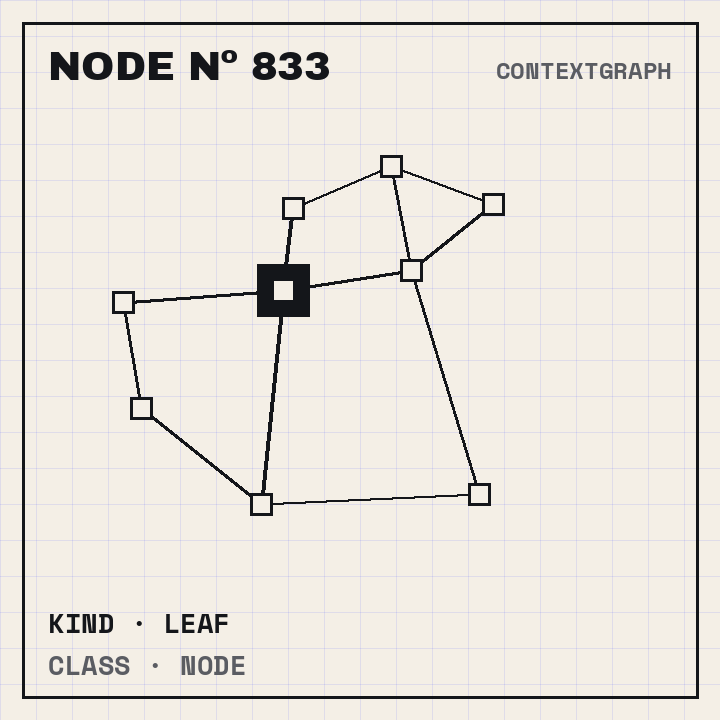 NODE Nº 833
CONTEXTGRAPH
KIND · LEAF
CLASS · NODE